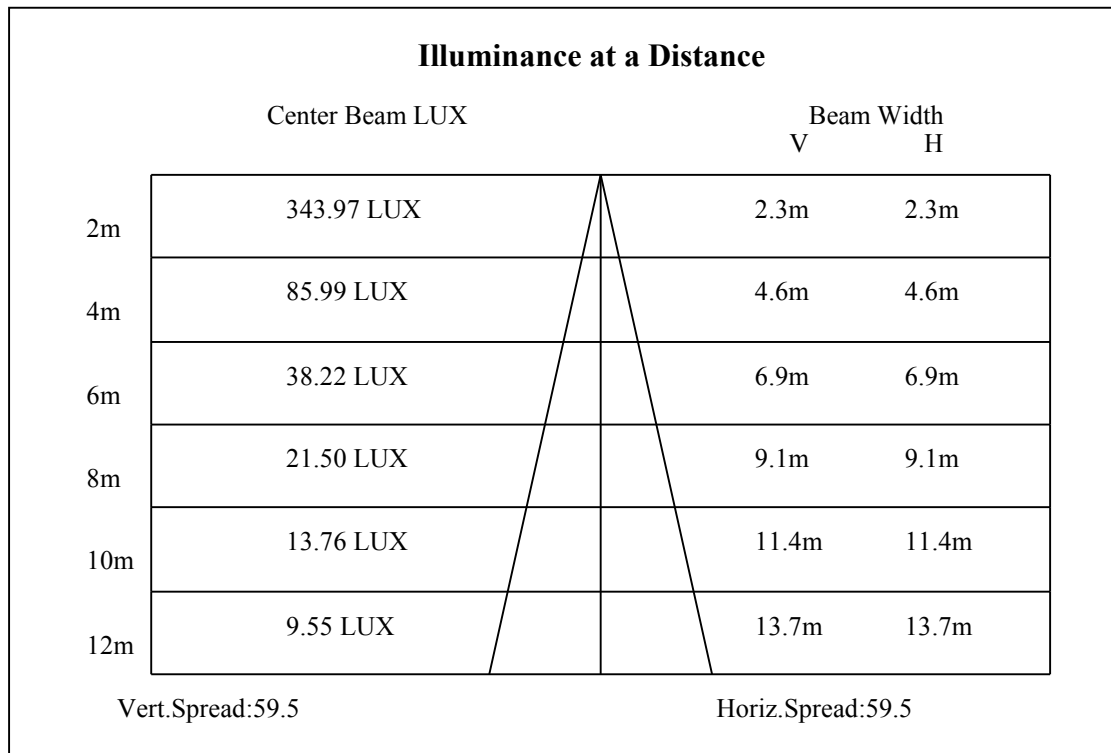 Illuminance at a Distance
Center Beam LUX Beam Width
V H
2m 343.97 LUX 2.3m 2.3m
4m 85.99 LUX 4.6m 4.6m
6m 38.22 LUX 6.9m 6.9m
8m 21.50 LUX 9.1m 9.1m
10m 13.76 LUX 11.4m 11.4m
12m 9.55 LUX 13.7m 13.7m
Vert.Spread:59.5 Horiz.Spread:59.5